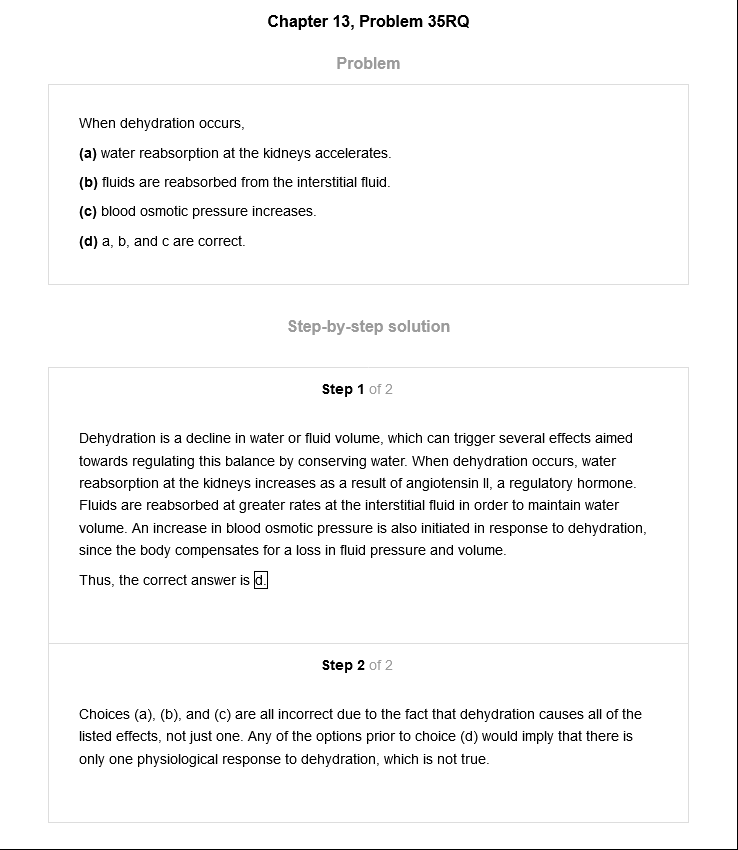 Chapter 13, Problem 35RQ
Problem
When dehydration occurs,
(a) water reabsorption at the kidneys accelerates.
(b) fluids are reabsorbed from the interstitial fluid.
(c) blood osmotic pressure increases.
(d) a, b, and c are correct.
Step-by-step solution
Step 1 of 2
Dehydration is a decline in water or fluid volume, which can trigger several effects aimed
towards regulating this balance by conserving water. When dehydration occurs, water
reabsorption at the kidneys increases as a result of angiotensin II, a regulatory hormone.
Fluids are reabsorbed at greater rates at the interstitial fluid in order to maintain water
volume. An increase in blood osmotic pressure is also initiated in response to dehydration,
since the body compensates for a loss in fluid pressure and volume.
Thus, the correct answer is d.
Step 2 of 2
Choices (a), (b), and (c) are all incorrect due to the fact that dehydration causes all of the
listed effects, not just one. Any of the options prior to choice (d) would imply that there is
only one physiological response to dehydration, which is not true.